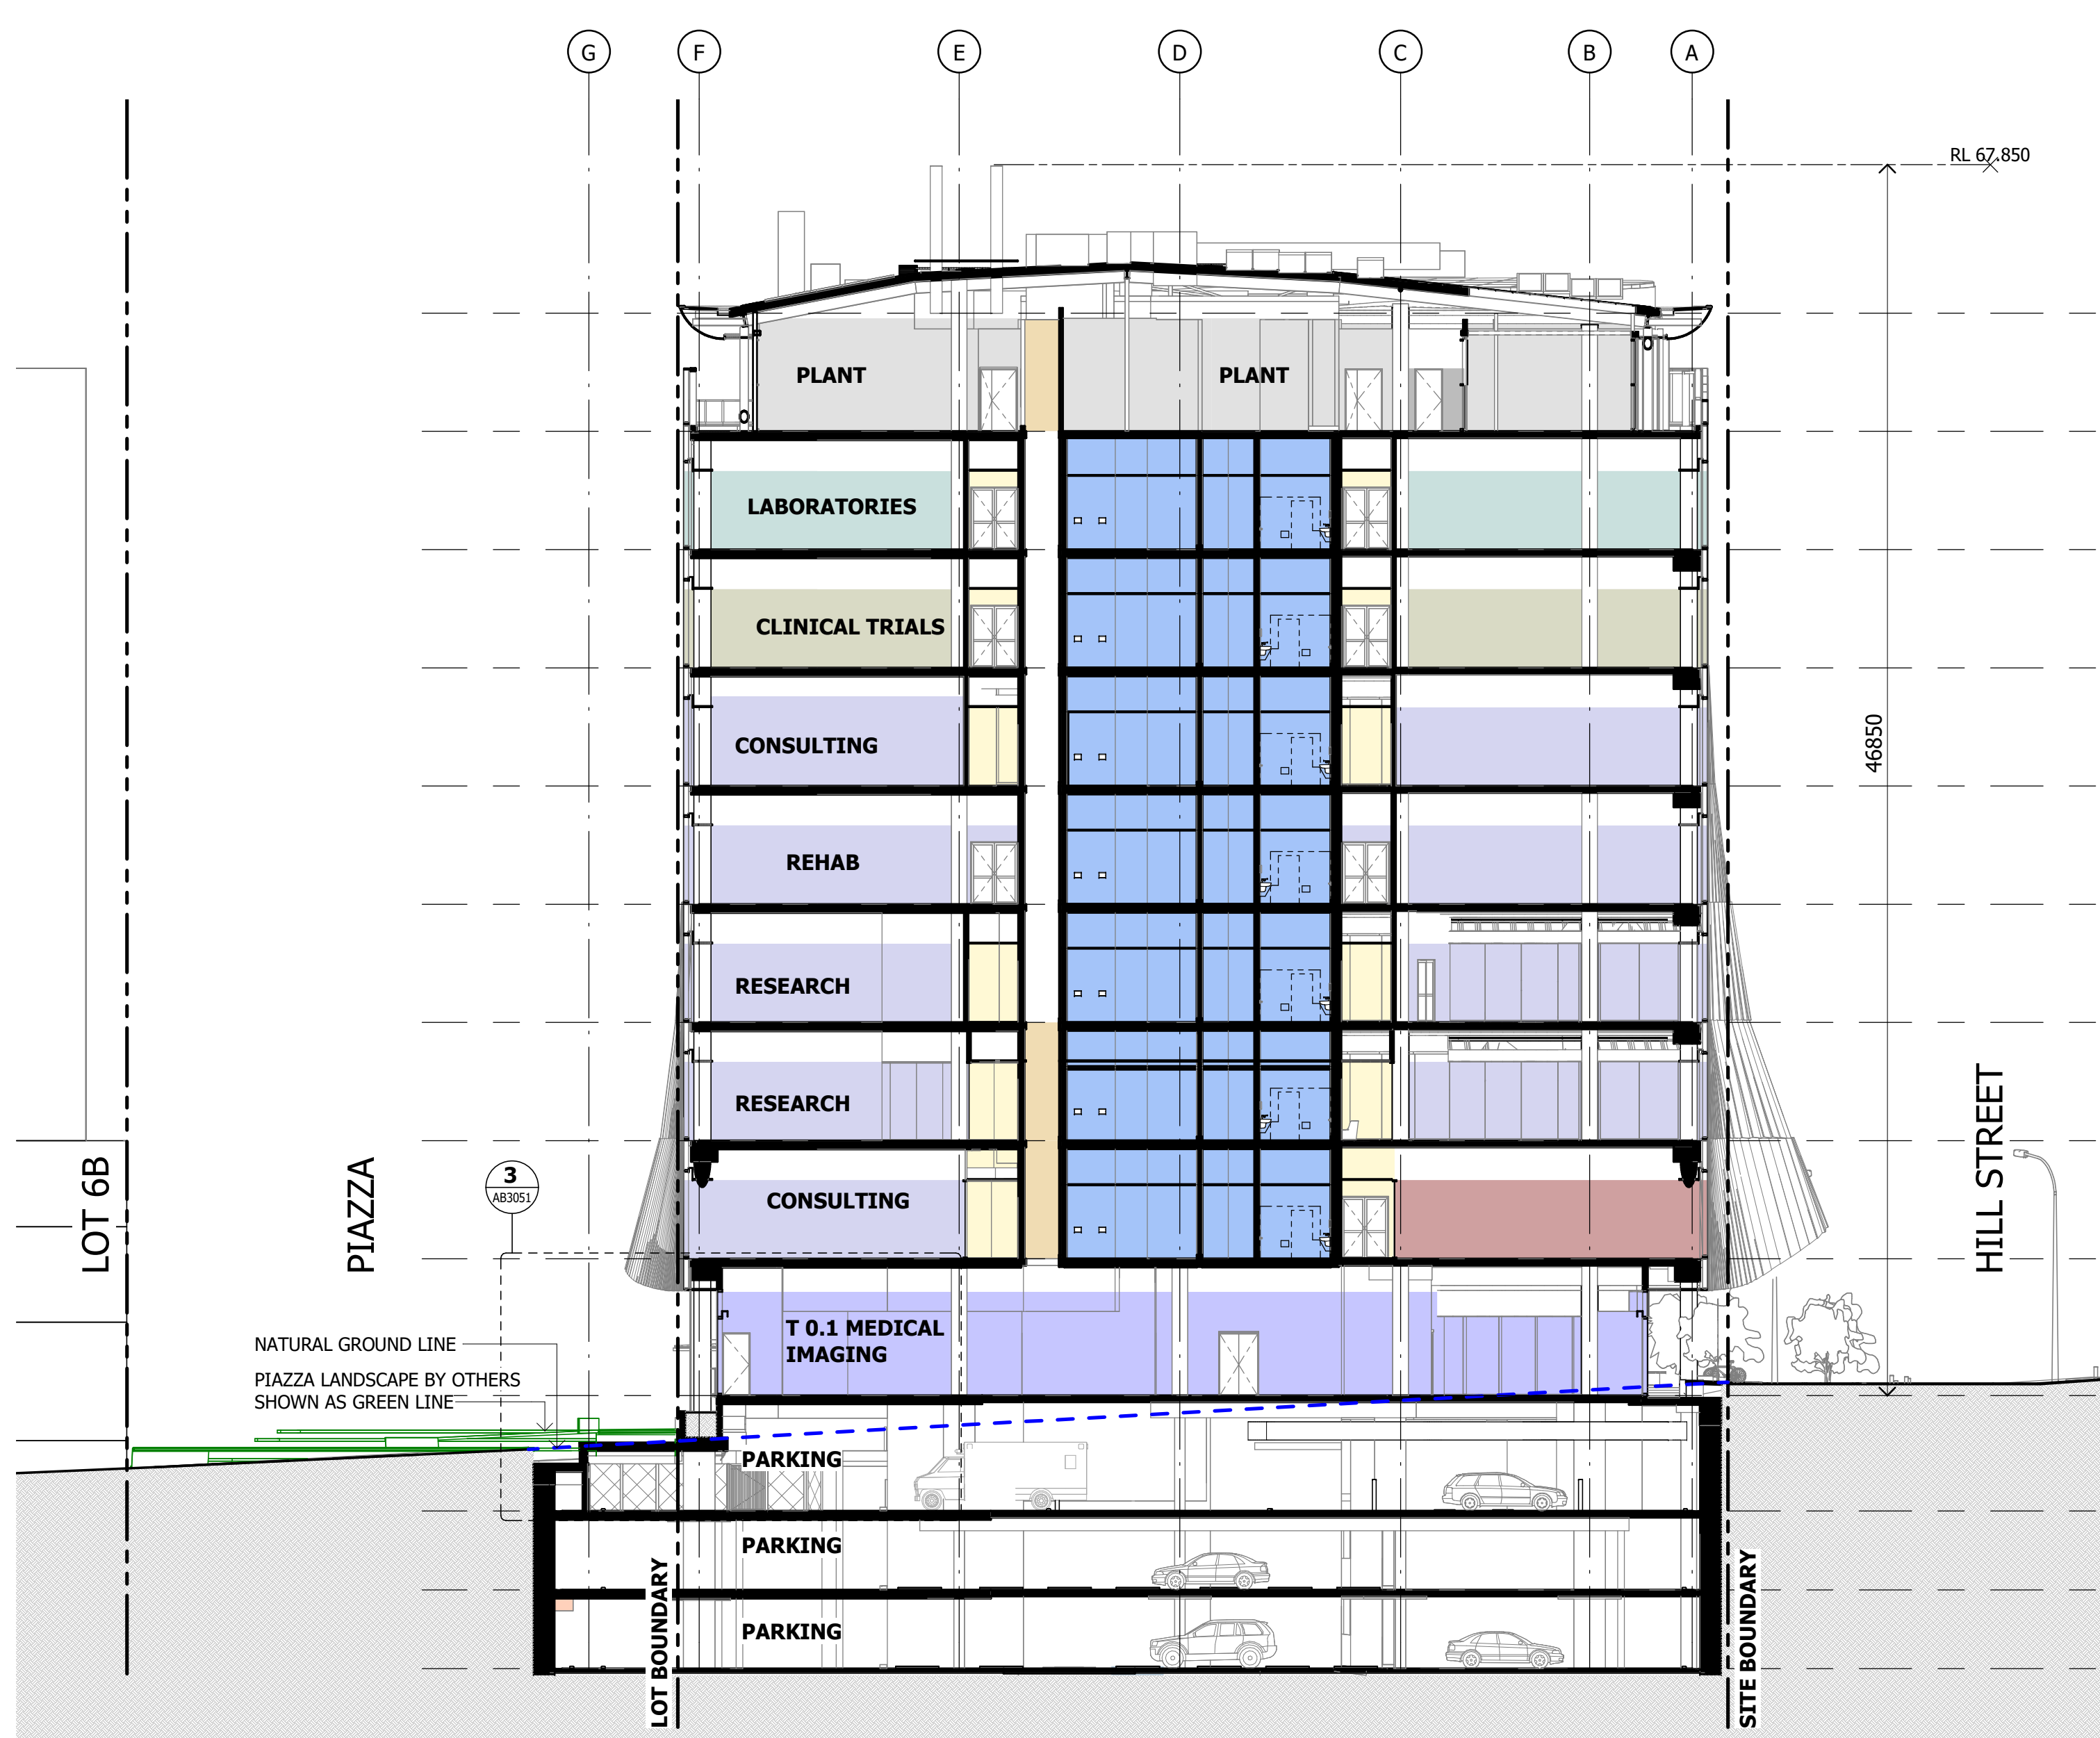 G
F
E
D
C
B
A
RL 67.850
PLANT
PLANT
LABORATORIES
CLINICAL TRIALS
CONSULTING
46850
REHAB
RESEARCH
RESEARCH
LOT 6B
PIAZZA
3
AB3051
CONSULTING
HILL STREET
NATURAL GROUND LINE
T 0.1 MEDICAL
IMAGING
PIAZZA LANDSCAPE BY OTHERS
SHOWN AS GREEN LINE
PARKING
PARKING
PARKING
LOT BOUNDARY
SITE BOUNDARY